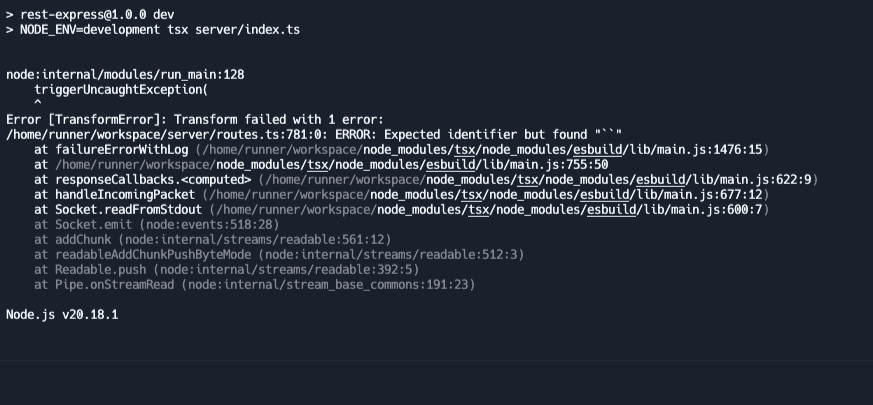 > rest-express@1.0.0 dev
> NODE_ENV=development tsx server/index.ts
node:internal/modules/run_main:128
triggerUncaughtException(
^
Error [TransformError]: Transform failed with 1 error:
/home/runner/workspace/server/routes.ts:781:0: ERROR: Expected identifier but found "``"
at failureErrorWithLog (/home/runner/workspace/node_modules/tsx/node_modules/esbuild/lib/main.js:1476:15)
at /home/runner/workspace/node_modules/tsx/node_modules/esbuild/lib/main.js:755:50
at responseCallbacks.<computed> (/home/runner/workspace/node_modules/tsx/node_modules/esbuild/lib/main.js:622:9)
at handleIncomingPacket (/home/runner/workspace/node_modules/tsx/node_modules/esbuild/lib/main.js:677:12)
at Socket.readFromStdout (/home/runner/workspace/node_modules/tsx/node_modules/esbuild/lib/main.js:600:7)
at Socket.emit (node:events:518:28)
at addChunk (node:internal/streams/readable:561:12)
at readableAddChunkPushByteMode (node:internal/streams/readable:512:3)
at Readable.push (node:internal/streams/readable:392:5)
at Pipe.onStreamRead (node:internal/stream_base_commons:191:23)
Node.js v20.18.1